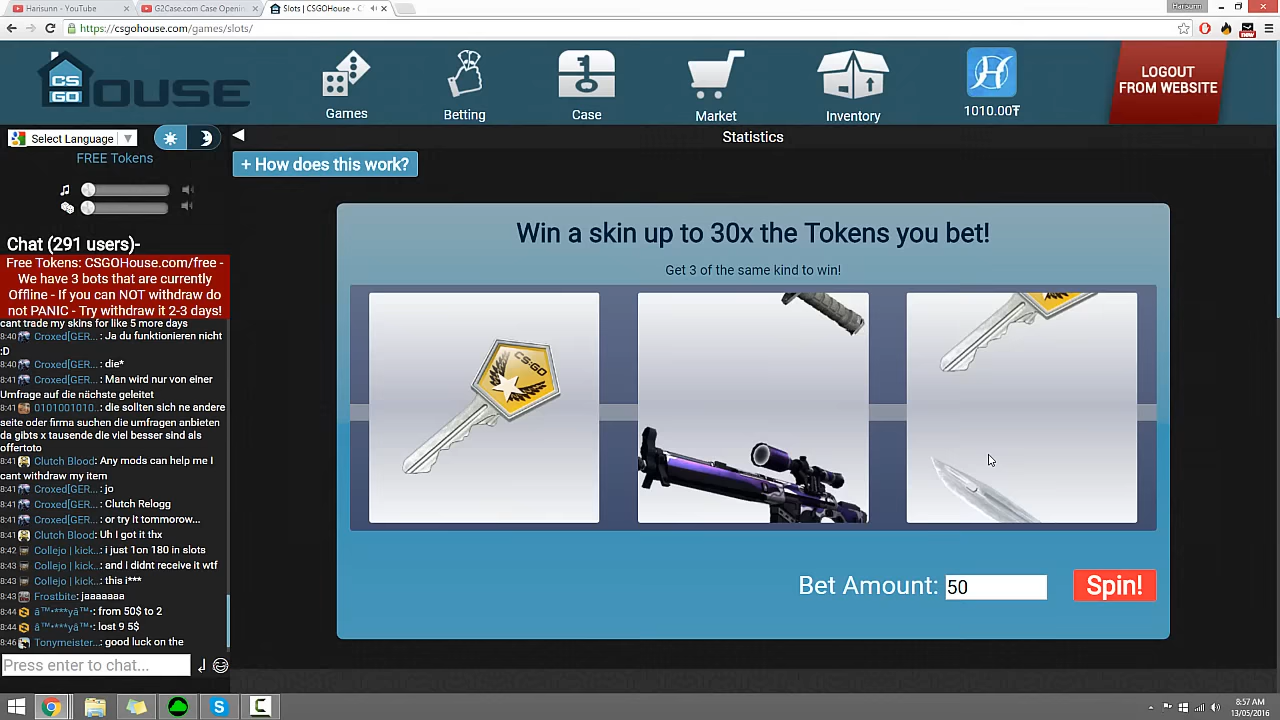 Harisunn - YouTube
G2Case.com Case Openin
Slots | CSGOHouse - C
Harisunn
https://csgohouse.com/games/slots/
new
CS
GO
OUSE
Games
Betting
Case
Market
Inventory
1010.00₸
LOGOUT
FROM WEBSITE
Select Language ▼
Statistics
FREE Tokens
+ How does this work?
Chat (291 users)-
Free Tokens: CSGOHouse.com/free -
We have 3 bots that are currently
Offline - If you can NOT withdraw do
not PANIC - Try withdraw it 2-3 days!
cant trade my skins for like 5 more days
8:40 Croxed[GER...: Ja du funktionieren nicht
:D
8:40 Croxed[GER...: die*
8:41 Croxed[GER...: Man wird nur von einer
Umfrage auf die nächste geleitet
8:41 0101001010...: die sollten sich ne andere
seite oder firma suchen die umfragen anbieten
da gibts x tausende die viel besser sind als
offertoto
8:41 Clutch Blood: Any mods can help me I
cant withdraw my item
8:41 Croxed[GER...: jo
8:41 Croxed[GER...: Clutch Relogg
8:41 Croxed[GER...: or try It tommorow...
8:41 Clutch Blood: Uh I got it thx
8:42 Collejo | kick...: i just 1on 180 in slots
8:43 Collejo | kick...: and i didnt receive it wtf
8:43 Collejo | kick...: this i***
8:43 Frostbite: jaaaaaaa
8:44 â™•***yâ™•: from 50$ to 2
8:44 â™•***yâ™•: lost 9 5$
8:46 Tonymeister...: good luck on the
Press enter to chat...
Win a skin up to 30x the Tokens you bet!
Get 3 of the same kind to win!
CS:GO
Bet Amount: 50
Spin!
8:57 AM
13/05/2016